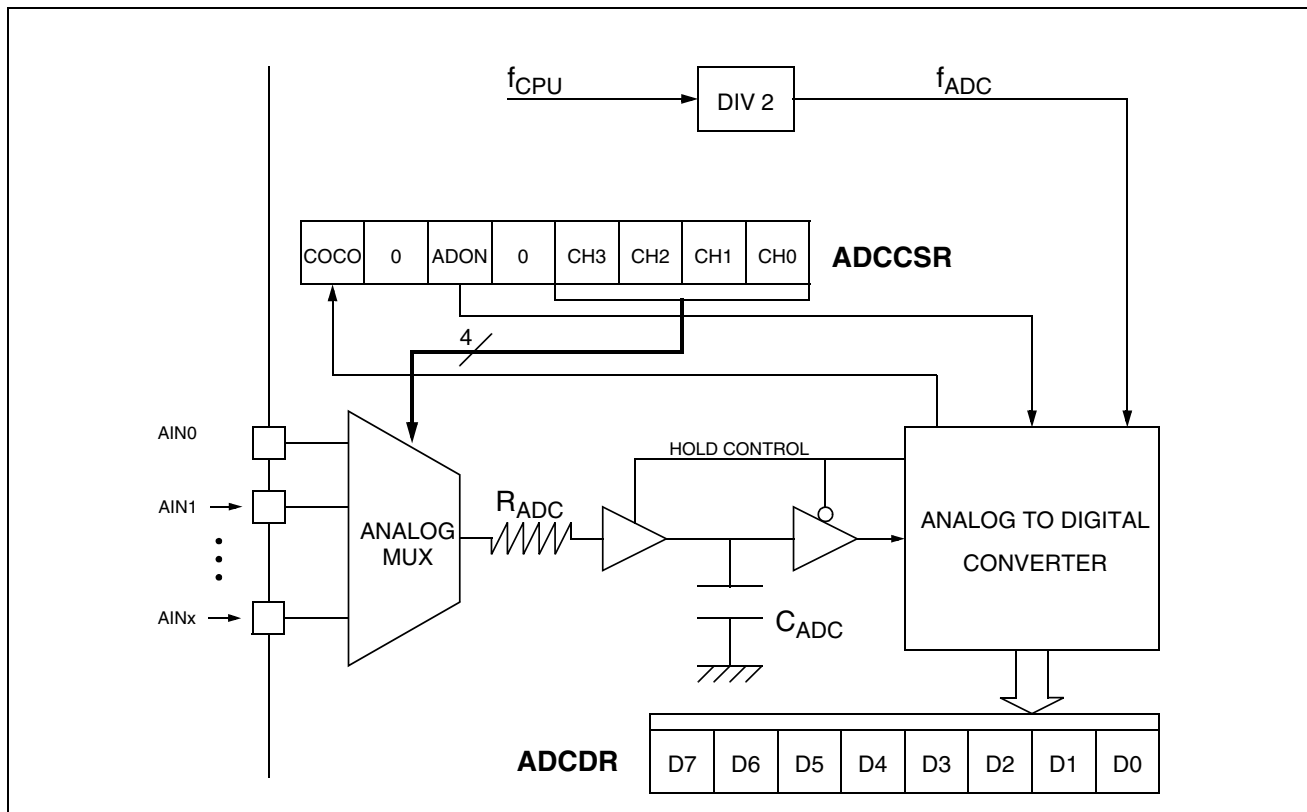 fCPU
DIV 2
fADC
COCO 0 ADON 0 CH3 CH2 CH1 CH0
ADCCSR
4
AIN0
AIN1
AINx
ANALOG
MUX
RADC
HOLD CONTROL
CADC
ANALOG TO DIGITAL
CONVERTER
ADCDR
D7 D6 D5 D4 D3 D2 D1 D0